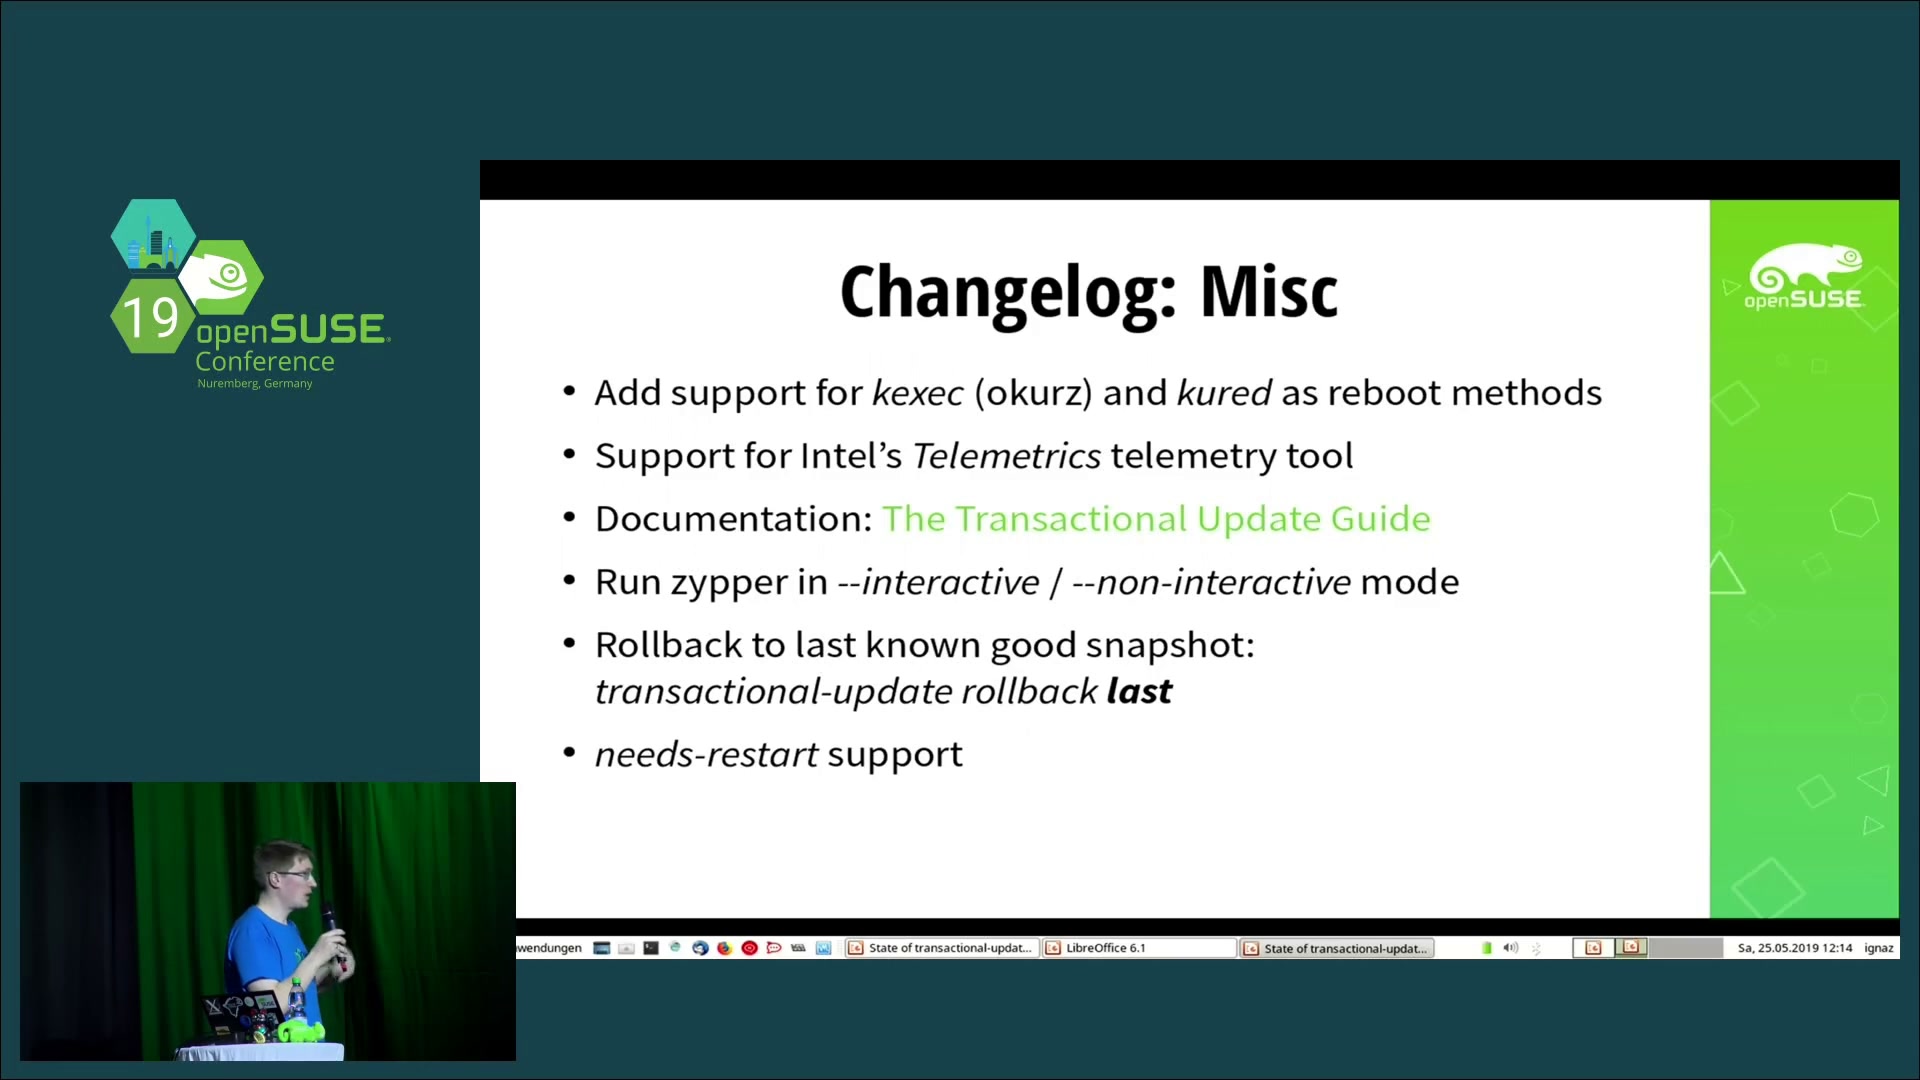 19
openSUSE
Conference
Nuremberg, Germany
Changelog: Misc
openSUSE
• Add support for kexec (okurz) and kured as reboot methods
• Support for Intel’s Telemetrics telemetry tool
• Documentation: The Transactional Update Guide
• Run zypper in --interactive / --non-interactive mode
• Rollback to last known good snapshot:
transactional-update rollback last
• needs-restart support
wendungen
State of transactional-updat...
LibreOffice 6.1
State of transactional-updat...
Sa, 25.05.2019 12:14
ignaz